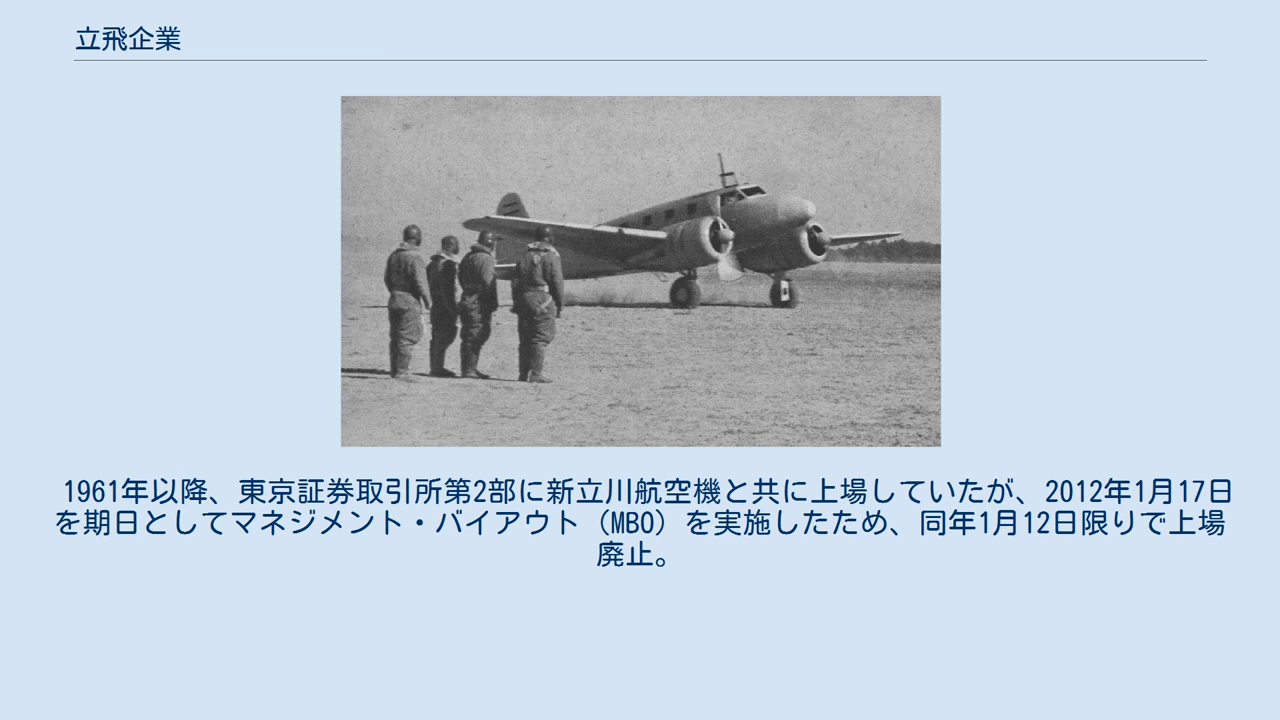 立飛企業
1961年以降、東京証券取引所第2部に新立川航空機と共に上場していたが、2012年1月17日
を期日としてマネジメント・バイアウト（MBO）を実施したため、同年1月12日限りで上場
廃止。